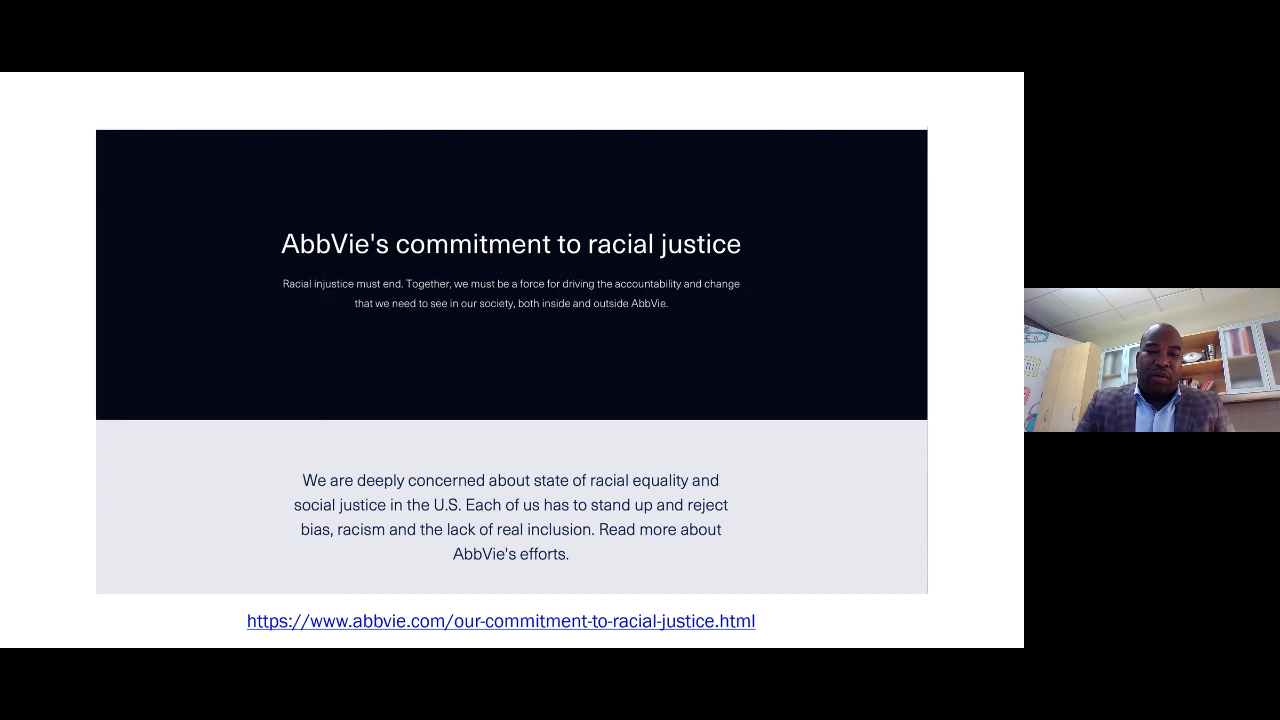 AbbVie's commitment to racial justice
Racial injustice must end. Together, we must be a force for driving the accountability and change
that we need to see in our society, both inside and outside AbbVie.
We are deeply concerned about state of racial equality and
social justice in the U.S. Each of us has to stand up and reject
bias, racism and the lack of real inclusion. Read more about
AbbVie's efforts.
https://www.abbvie.com/our-commitment-to-racial-justice.html